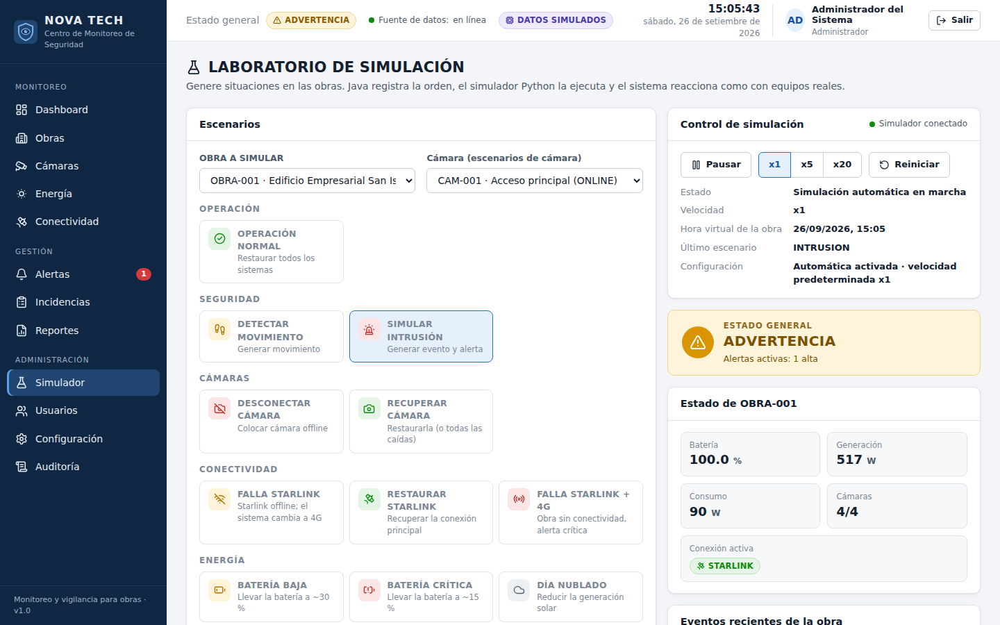 NOVA TECH
Centro de Monitoreo de
Seguridad
MONITOREO
Dashboard
Obras
Cámaras
Energía
Conectividad
GESTIÓN
Alertas 1
Incidencias
Reportes
ADMINISTRACIÓN
Simulador
Usuarios
Configuración
Auditoría
Monitoreo y vigilancia para obras ·
v1.0
Estado general ADVERTENCIA Fuente de datos: en línea DATOS SIMULADOS
15:05:43
sábado, 26 de setiembre de
2026
AD
Administrador del
Sistema
Administrador
Salir
LABORATORIO DE SIMULACIÓN
Genere situaciones en las obras. Java registra la orden, el simulador Python la ejecuta y el sistema reacciona como con equipos reales.
Escenarios
OBRA A SIMULAR
OBRA-001 · Edificio Empresarial San Is
Cámara (escenarios de cámara)
CAM-001 · Acceso principal (ONLINE)
OPERACIÓN
OPERACIÓN
NORMAL
Restaurar todos los
sistemas
SEGURIDAD
DETECTAR
MOVIMIENTO
Generar movimiento
SIMULAR
INTRUSIÓN
Generar evento y alerta
CÁMARAS
DESCONECTAR
CÁMARA
Colocar cámara offline
RECUPERAR
CÁMARA
Restaurarla (o todas las
caídas)
CONECTIVIDAD
FALLA STARLINK
Starlink offline; el
sistema cambia a 4G
RESTAURAR
STARLINK
Recuperar la conexión
principal
FALLA STARLINK +
4G
Obra sin conectividad,
alerta crítica
ENERGÍA
BATERÍA BAJA
Llevar la batería a ~30
%
BATERÍA CRÍTICA
Llevar la batería a ~15
%
DÍA NUBLADO
Reducir la generación
solar
Control de simulación
Simulador conectado
Pausar x1 x5 x20 Reiniciar
Estado Simulación automática en marcha
Velocidad x1
Hora virtual de la obra 26/09/2026, 15:05
Último escenario INTRUSION
Configuración Automática activada · velocidad
predeterminada x1
ESTADO GENERAL
ADVERTENCIA
Alertas activas: 1 alta
Estado de OBRA-001
Batería
100.0 %
Generación
517 W
Consumo
90 W
Cámaras
4/4
Conexión activa
STARLINK
Eventos recientes de la obra